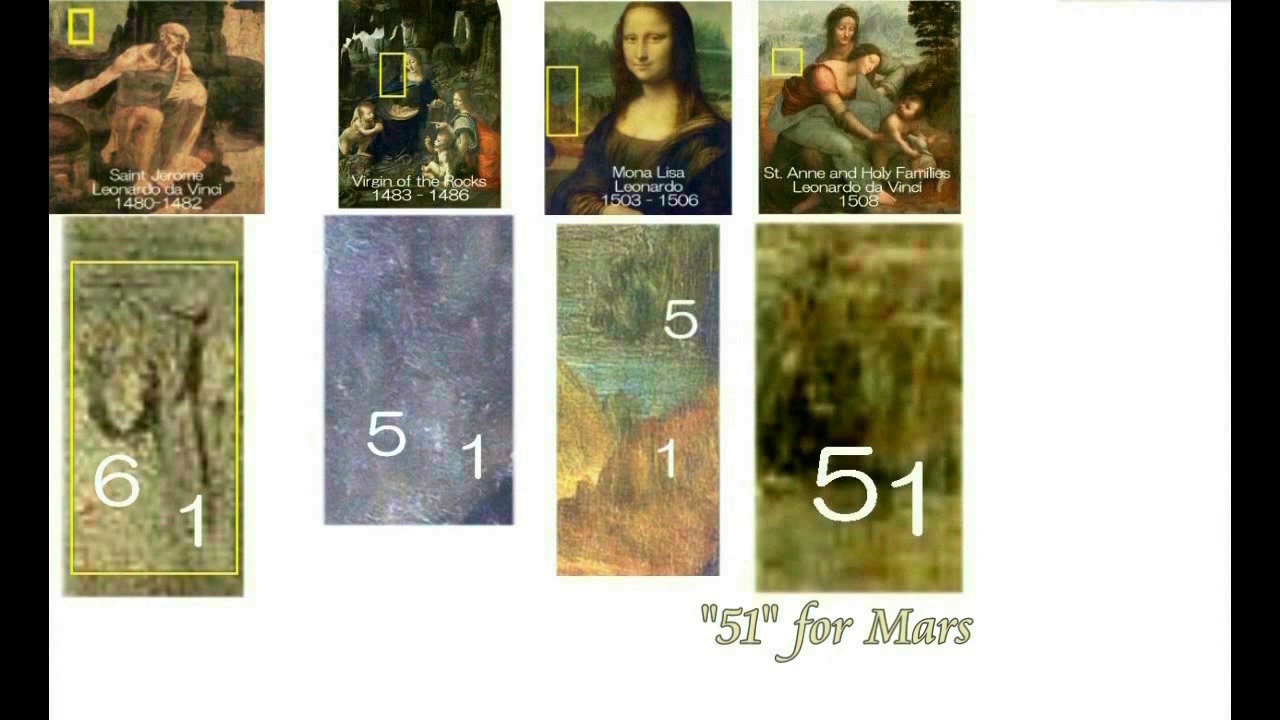 Saint Jerome
Leonardo da Vinci
1480-1482
Virgin of the Rocks
1483 - 1486
Mona Lisa
Leonardo
1503 - 1506
St. Anne and Holy Families
Leonardo da Vinci
1508
6
1
5
1
5
1
51
"51" for Mars